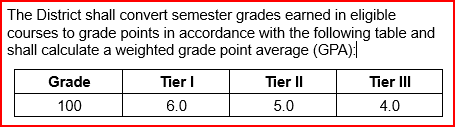 The District shall convert semester grades earned in eligible
courses to grade points in accordance with the following table and
shall calculate a weighted grade point average (GPA):
Grade Tier I Tier II Tier III
100 6.0 5.0 4.0